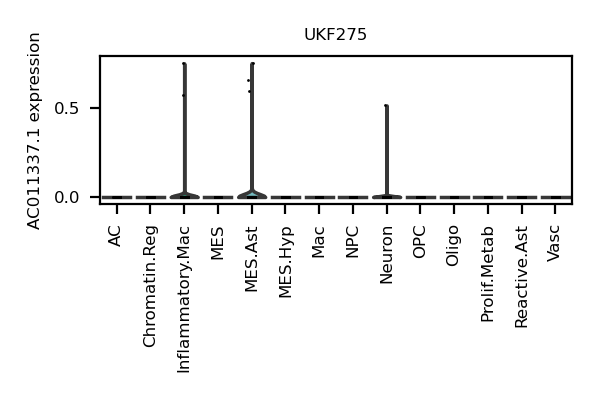 UKF275
AC011337.1 expression
0.5
0.0
AC
Chromatin.Reg
Inflammatory.Mac
MES
MES.Ast
MES.Hyp
Mac
NPC
Neuron
OPC
Oligo
Prolif.Metab
Reactive.Ast
Vasc